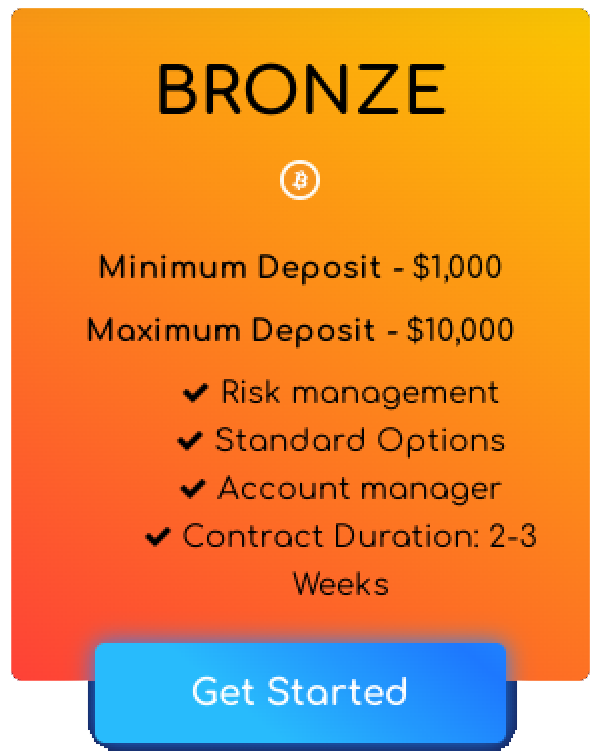 BRONZE
Minimum Deposit - $1,000
Maximum Deposit - $10,000
✔ Risk management
✔ Standard Options
✔ Account manager
✔ Contract Duration: 2-3
Weeks
Get Started